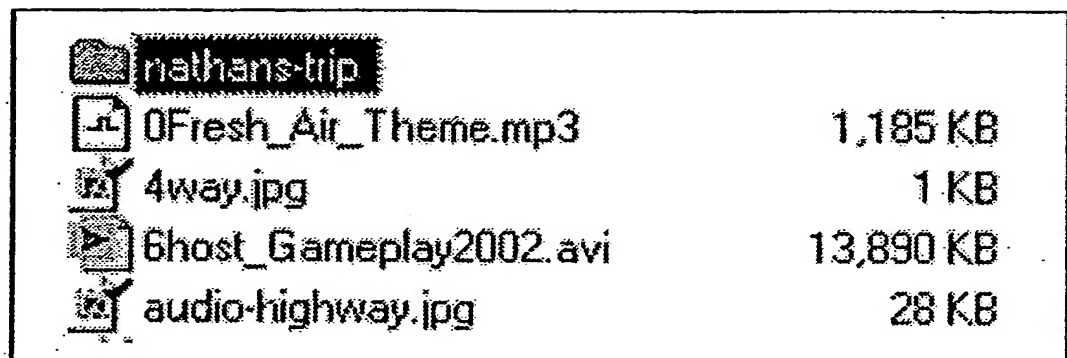 nathans-trip
0Fresh_Air_Theme.mp3 1,185 KB
4way.jpg 1 KB
6host_Gameplay2002.avi 13,890 KB
audio-highway.jpg 28 KB